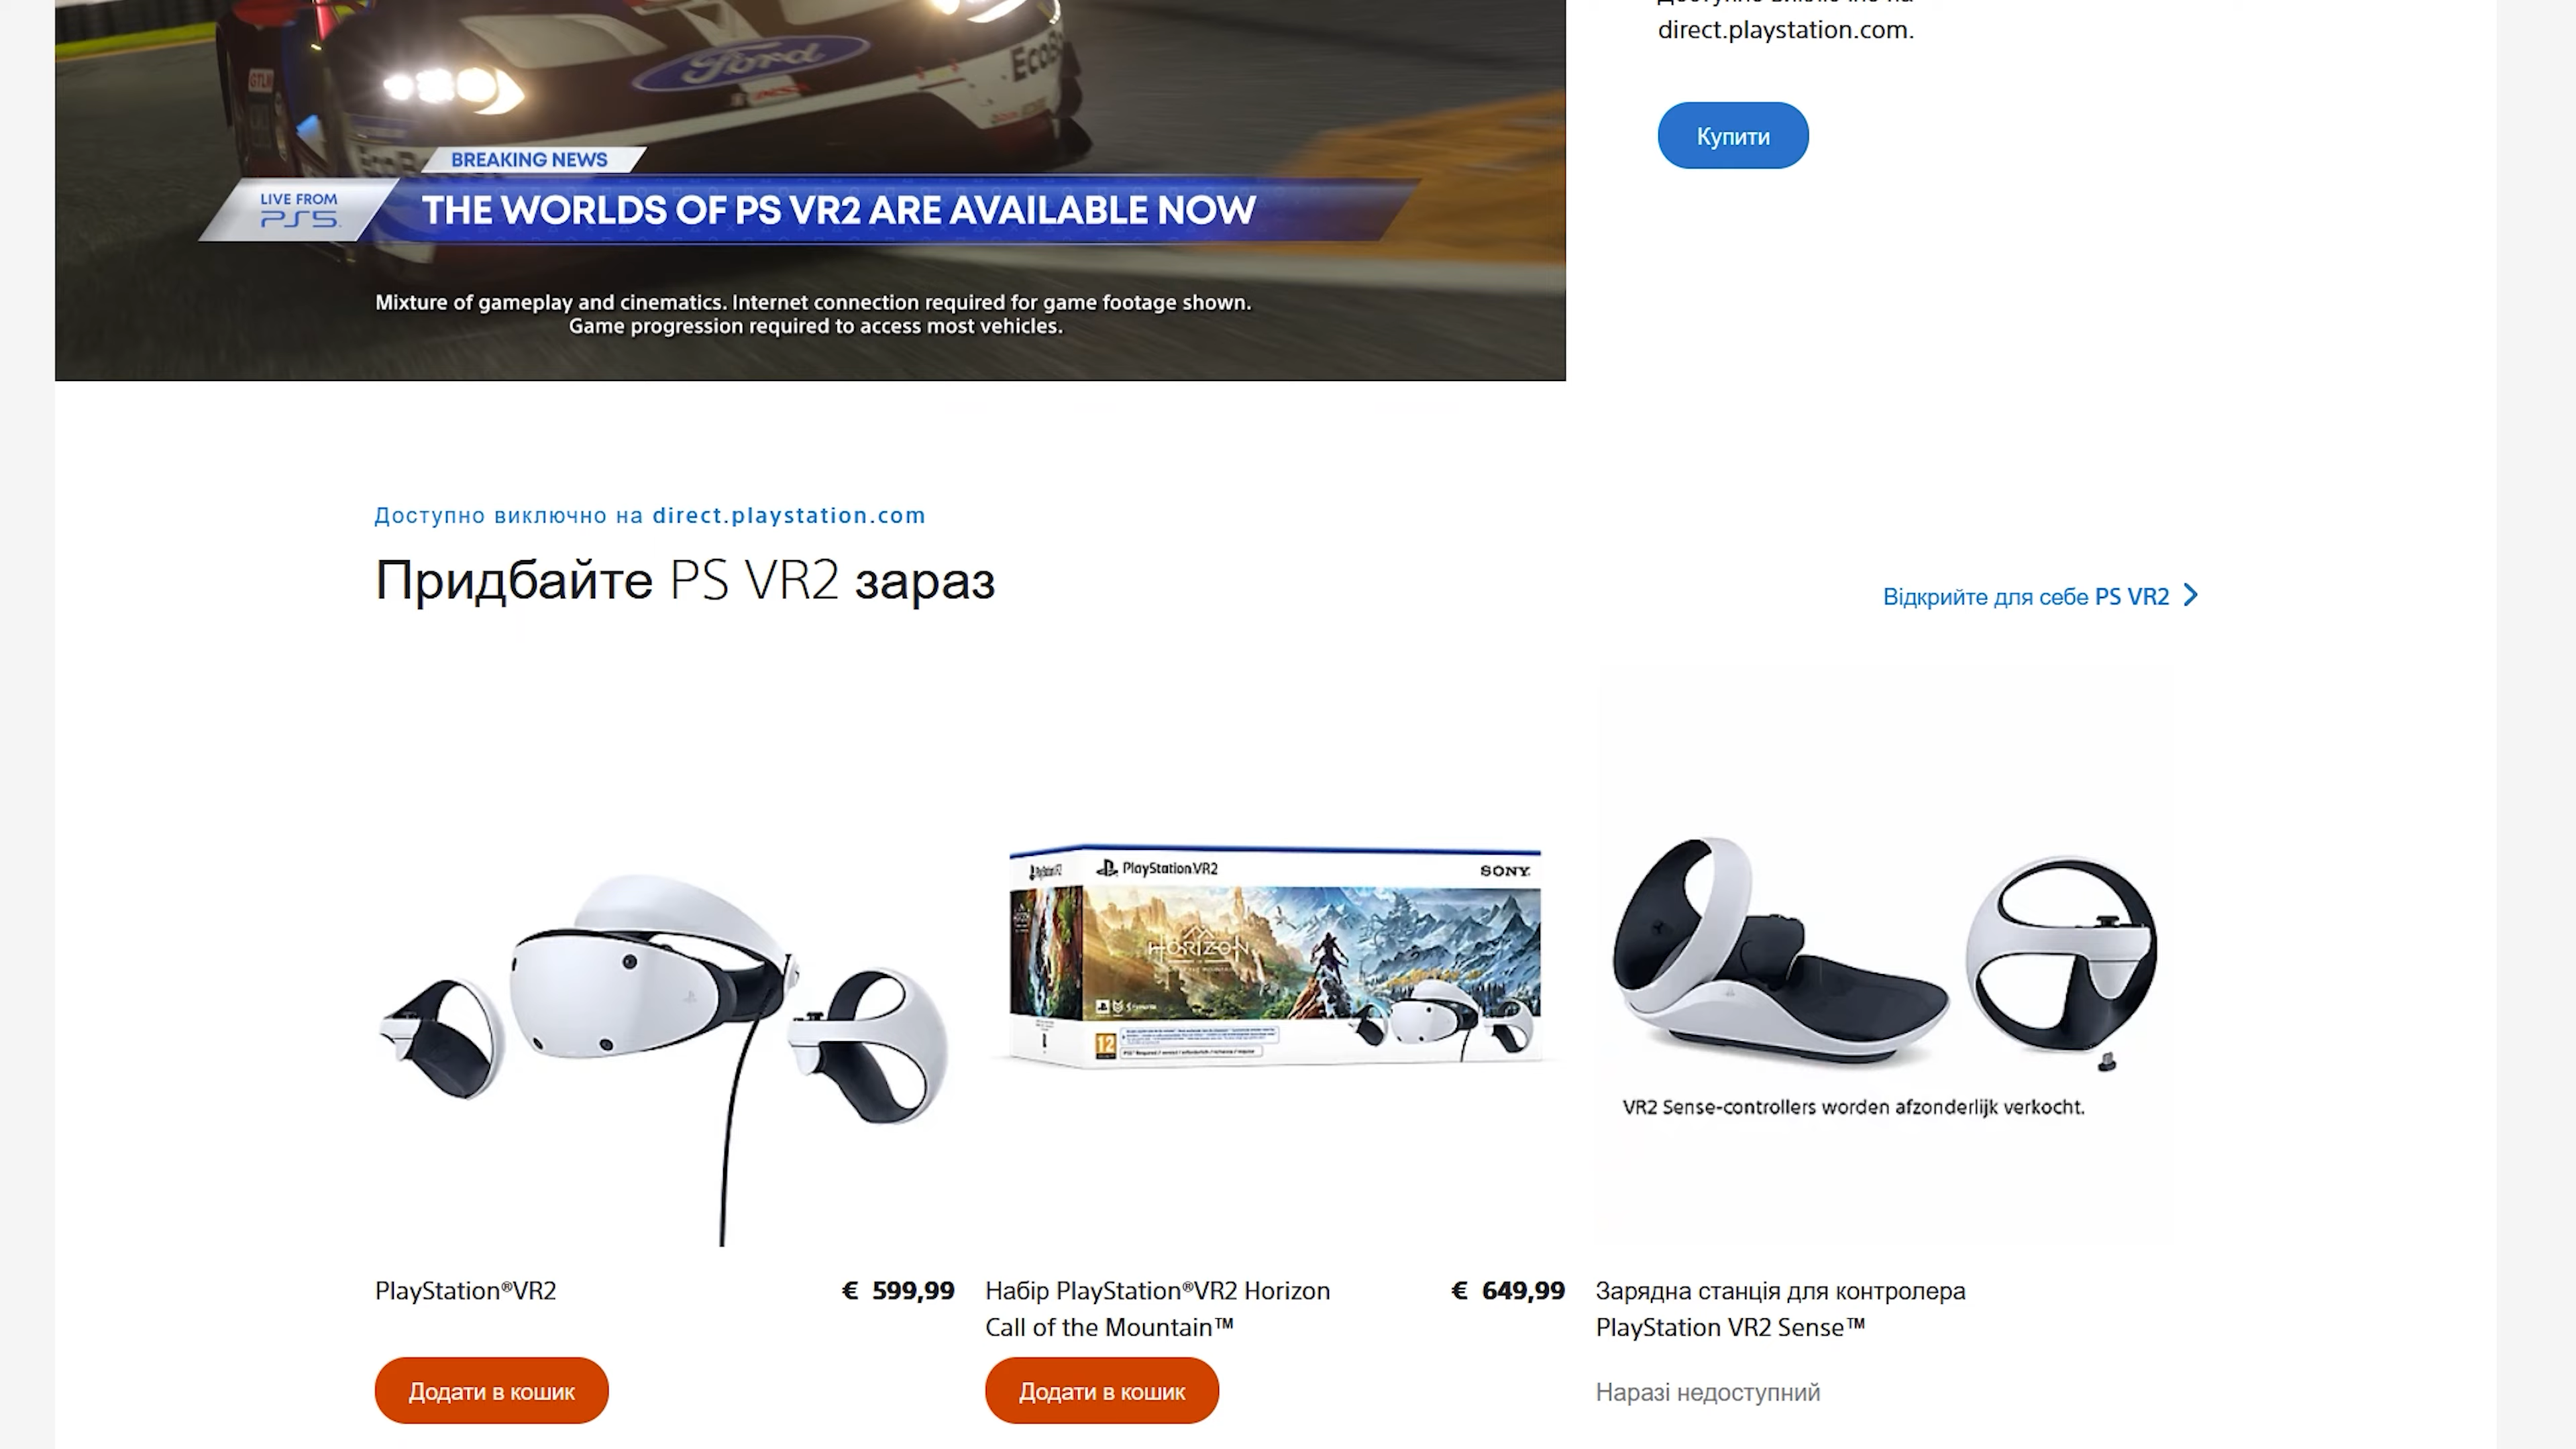 direct.playstation.com.
Купити
Ford
GTLM
BREAKING NEWS
LIVE FROM
PS5
THE WORLDS OF PS VR2 ARE AVAILABLE NOW
Mixture of gameplay and cinematics. Internet connection required for game footage shown.
Game progression required to access most vehicles.
Доступно виключно на direct.playstation.com
Придбайте PS VR2 зараз
Відкрийте для себе PS VR2
PlayStation VR2
SONY
HORIZON
12
VR2 Sense-controllers worden afzonderlijk verkocht.
PlayStation®VR2
€ 599,99
Додати в кошик
Набір PlayStation®VR2 Horizon
Call of the Mountain™
€ 649,99
Додати в кошик
Зарядна станція для контролера
PlayStation VR2 Sense™
Наразі недоступний